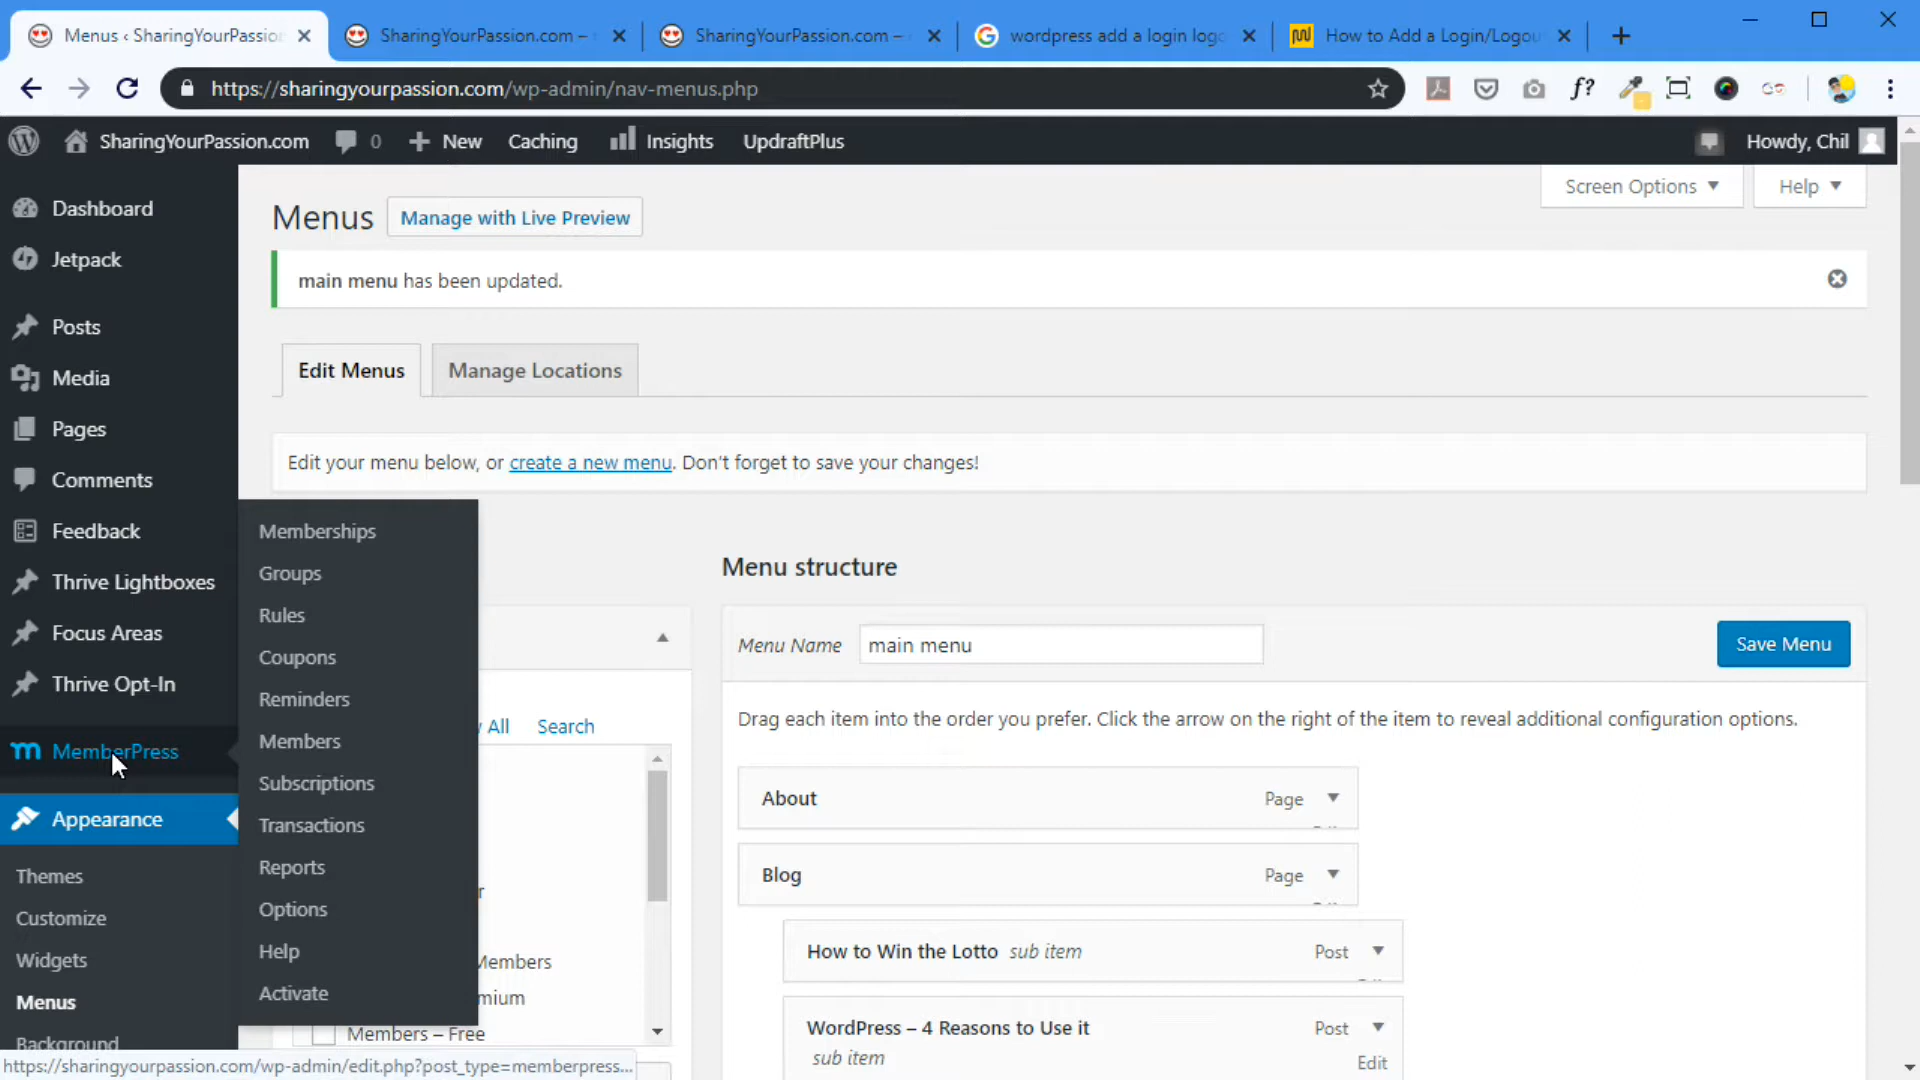 Menus ‹ SharingYourPassio
SharingYourPassion.com –
SharingYourPassion.com –
wordpress add a login logo
How to Add a Login/Logou
https://sharingyourpassion.com/wp-admin/nav-menus.php
f?
SharingYourPassion.com
0
New
Caching
Insights
UpdraftPlus
Howdy, Chil
Dashboard
Jetpack
Posts
Media
Pages
Comments
Feedback
Thrive Lightboxes
Focus Areas
Thrive Opt-In
MemberPress
Appearance
Themes
Customize
Widgets
Menus
Background
Memberships
Groups
Rules
Coupons
Reminders
Members
Subscriptions
Transactions
Reports
Options
Help
Activate
Screen Options
Help
Menus
Manage with Live Preview
main menu has been updated.
Edit Menus
Manage Locations
Edit your menu below, or create a new menu. Don't forget to save your changes!
All
Search
Members
mium
Members – Free
Menu structure
Menu Name
main menu
Save Menu
Drag each item into the order you prefer. Click the arrow on the right of the item to reveal additional configuration options.
About
Page
Blog
Page
How to Win the Lotto sub item
Post
WordPress – 4 Reasons to Use it
sub item
Post
Edit
https://sharingyourpassion.com/wp-admin/edit.php?post_type=memberpress...